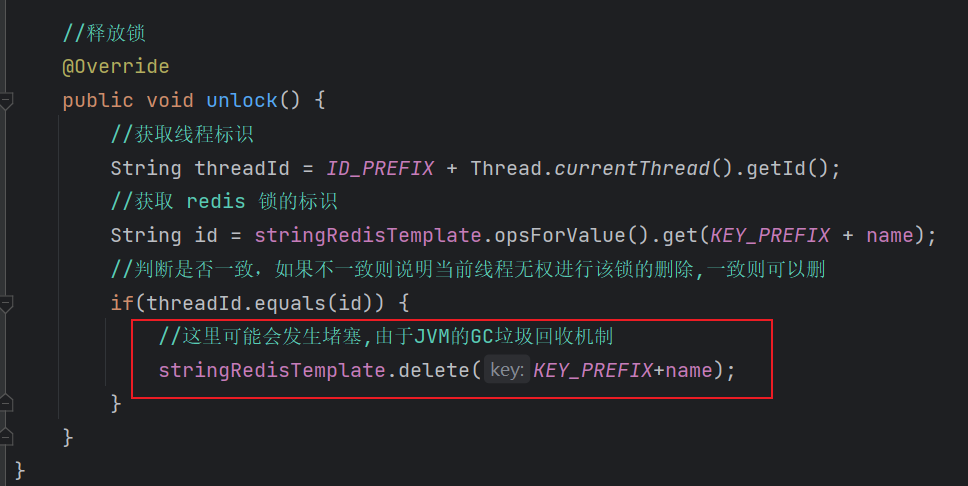 //释放锁
@Override
public void unlock() {
//获取线程标识
String threadId = ID_PREFIX + Thread.currentThread().getId();
//获取 redis 锁的标识
String id = stringRedisTemplate.opsForValue().get(KEY_PREFIX + name);
//判断是否一致，如果不一致则说明当前线程无权进行该锁的删除,一致则可以删
if(threadId.equals(id)) {
//这里可能会发生堵塞,由于JVM的GC垃圾回收机制
stringRedisTemplate.delete( key: KEY_PREFIX+name);
}
}
}